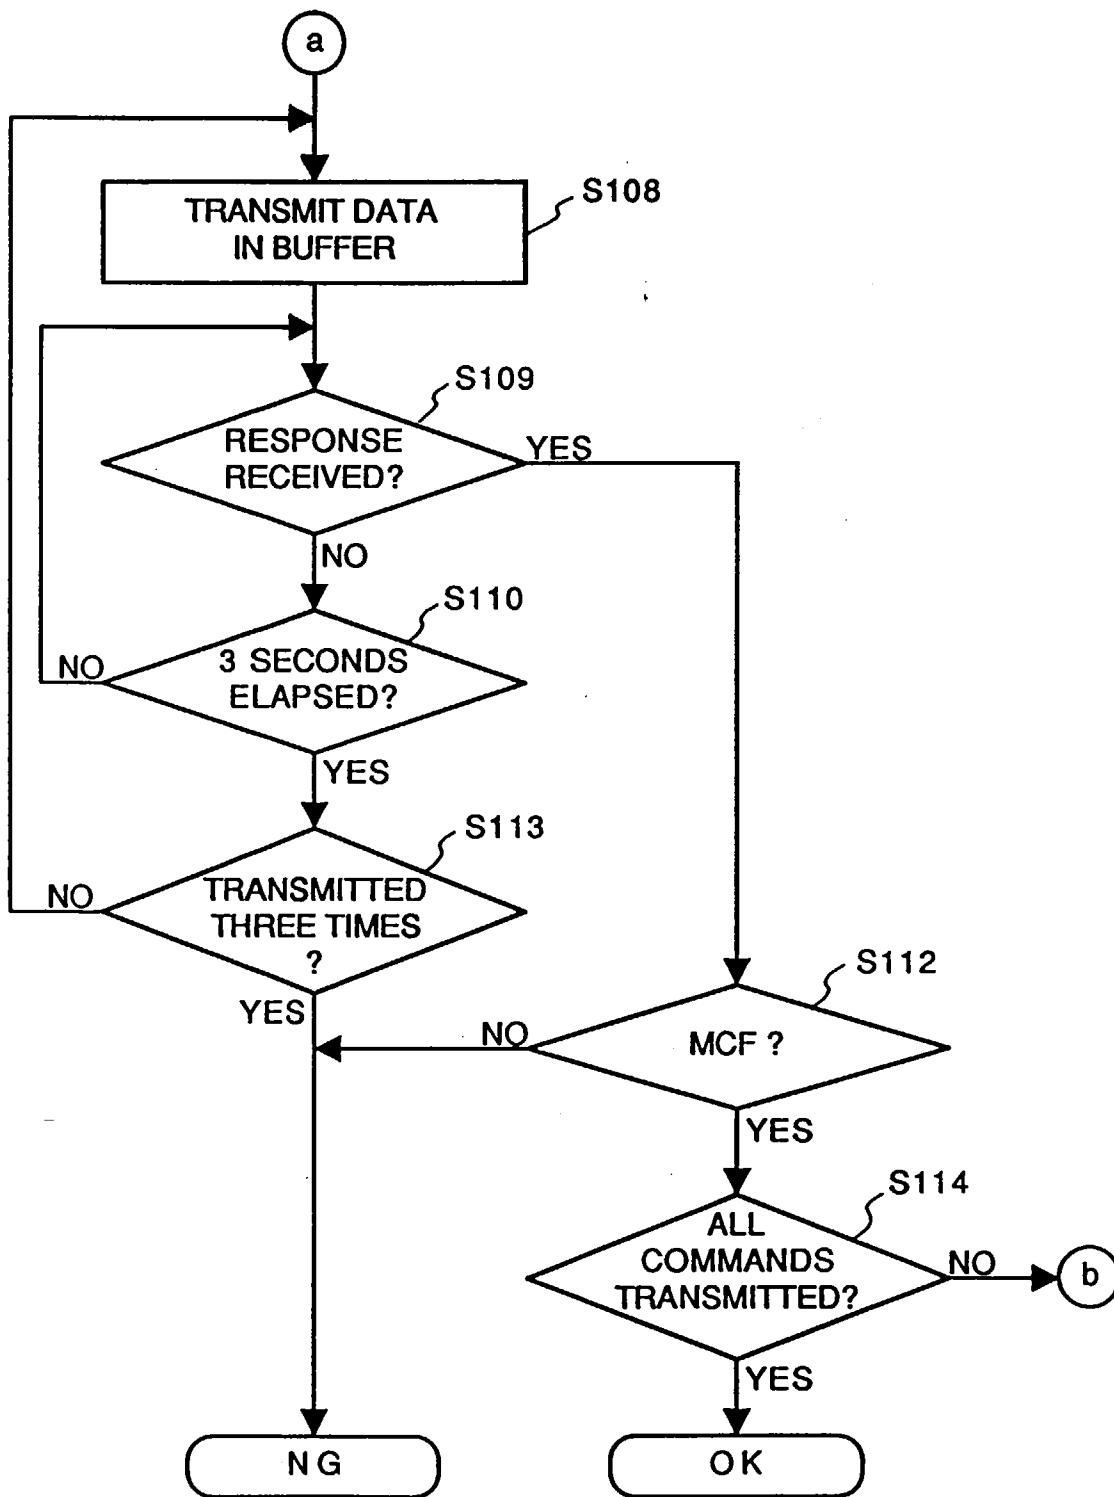 a
TRANSMIT DATA
IN BUFFER
S108
S109
RESPONSE
RECEIVED?
YES
NO
S110
3 SECONDS
ELAPSED?
NO
YES
S113
TRANSMITTED
THREE TIMES
?
NO
YES
S112
MCF ?
NO
YES
S114
ALL
COMMANDS
TRANSMITTED?
NO
b
YES
NG
OK